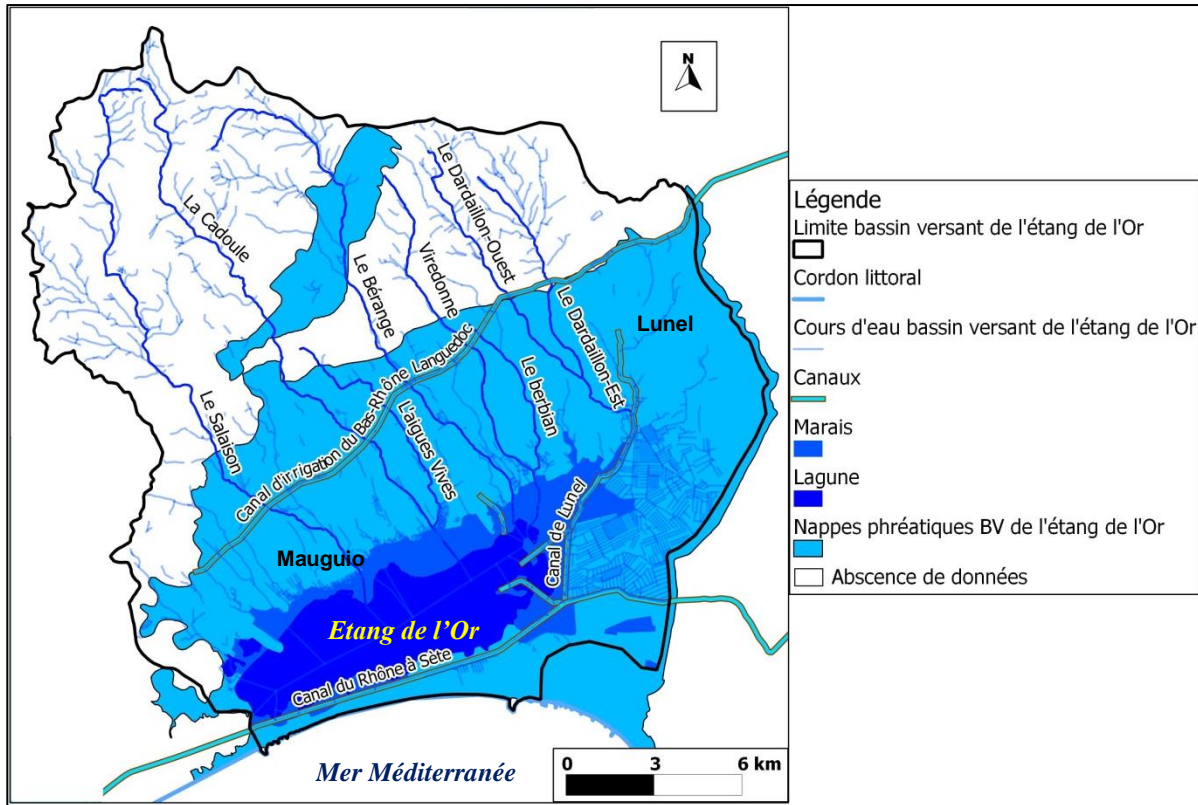 N
La Cadoule
Le Dardaillon-Ouest
Viredonne
Le Bérange
Le Dardaillon-Est
Lunel
Le Salaison
Canal d'irrigation du Bas-Rhône Languedoc
L'aigues Vives
Le berbian
Canal de Lunel
Mauguio
Etang de l'Or
Canal du Rhône à Sète
Mer Méditerranée
0 3 6 km
Légende
Limite bassin versant de l'étang de l'Or
Cordon littoral
Cours d'eau bassin versant de l'étang de l'Or
Canaux
Marais
Lagune
Nappes phréatiques BV de l'étang de l'Or
Abscence de données